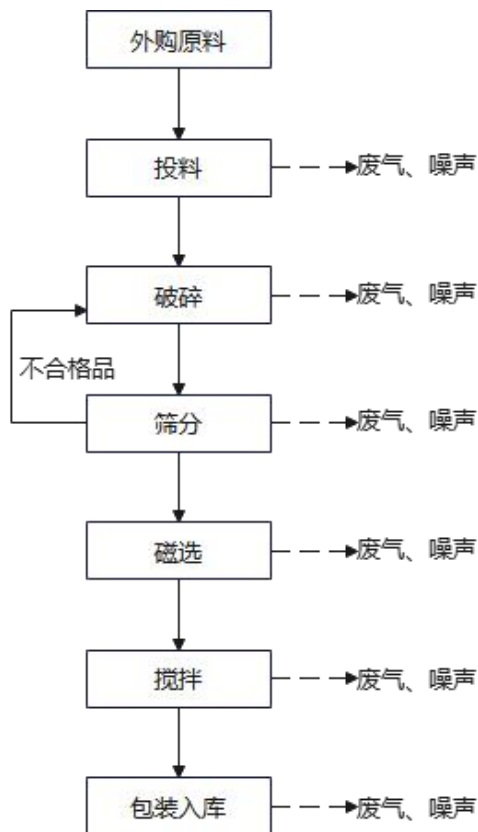 外购原料
投料
废气、噪声
破碎
废气、噪声
不合格品
筛分
废气、噪声
磁选
废气、噪声
搅拌
废气、噪声
包装入库
废气、噪声